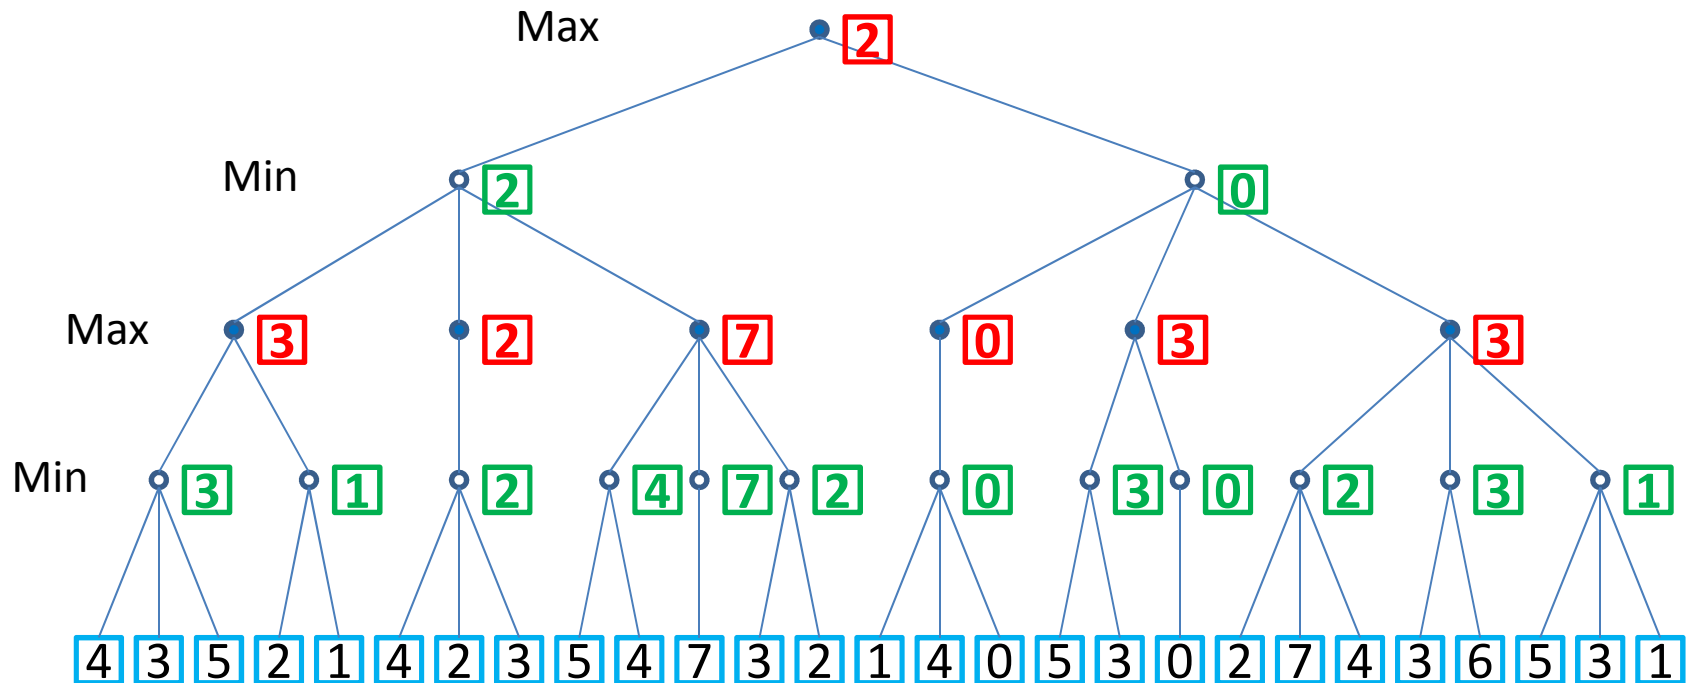 Max 2
Min 2 0
Max 3 2 7 0 3 3
Min 3 1 2 4 7 2 0 3 0 2 3 1
4 3 5 2 1 4 2 3 5 4 7 3 2 1 4 0 5 3 0 2 7 4 3 6 5 3 1